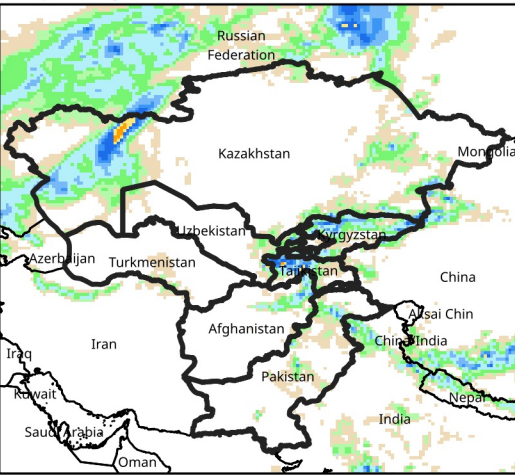 Russian
Federation
Kazakhstan
Mongolia
Uzbekistan
Kyrgyzstan
Azerbaijan
Turkmenistan
Tajikistan
China
Aksai Chin
Afghanistan
China/India
Iran
Iraq
Pakistan
Kuwait
Nepal
India
Saudi Arabia
Oman